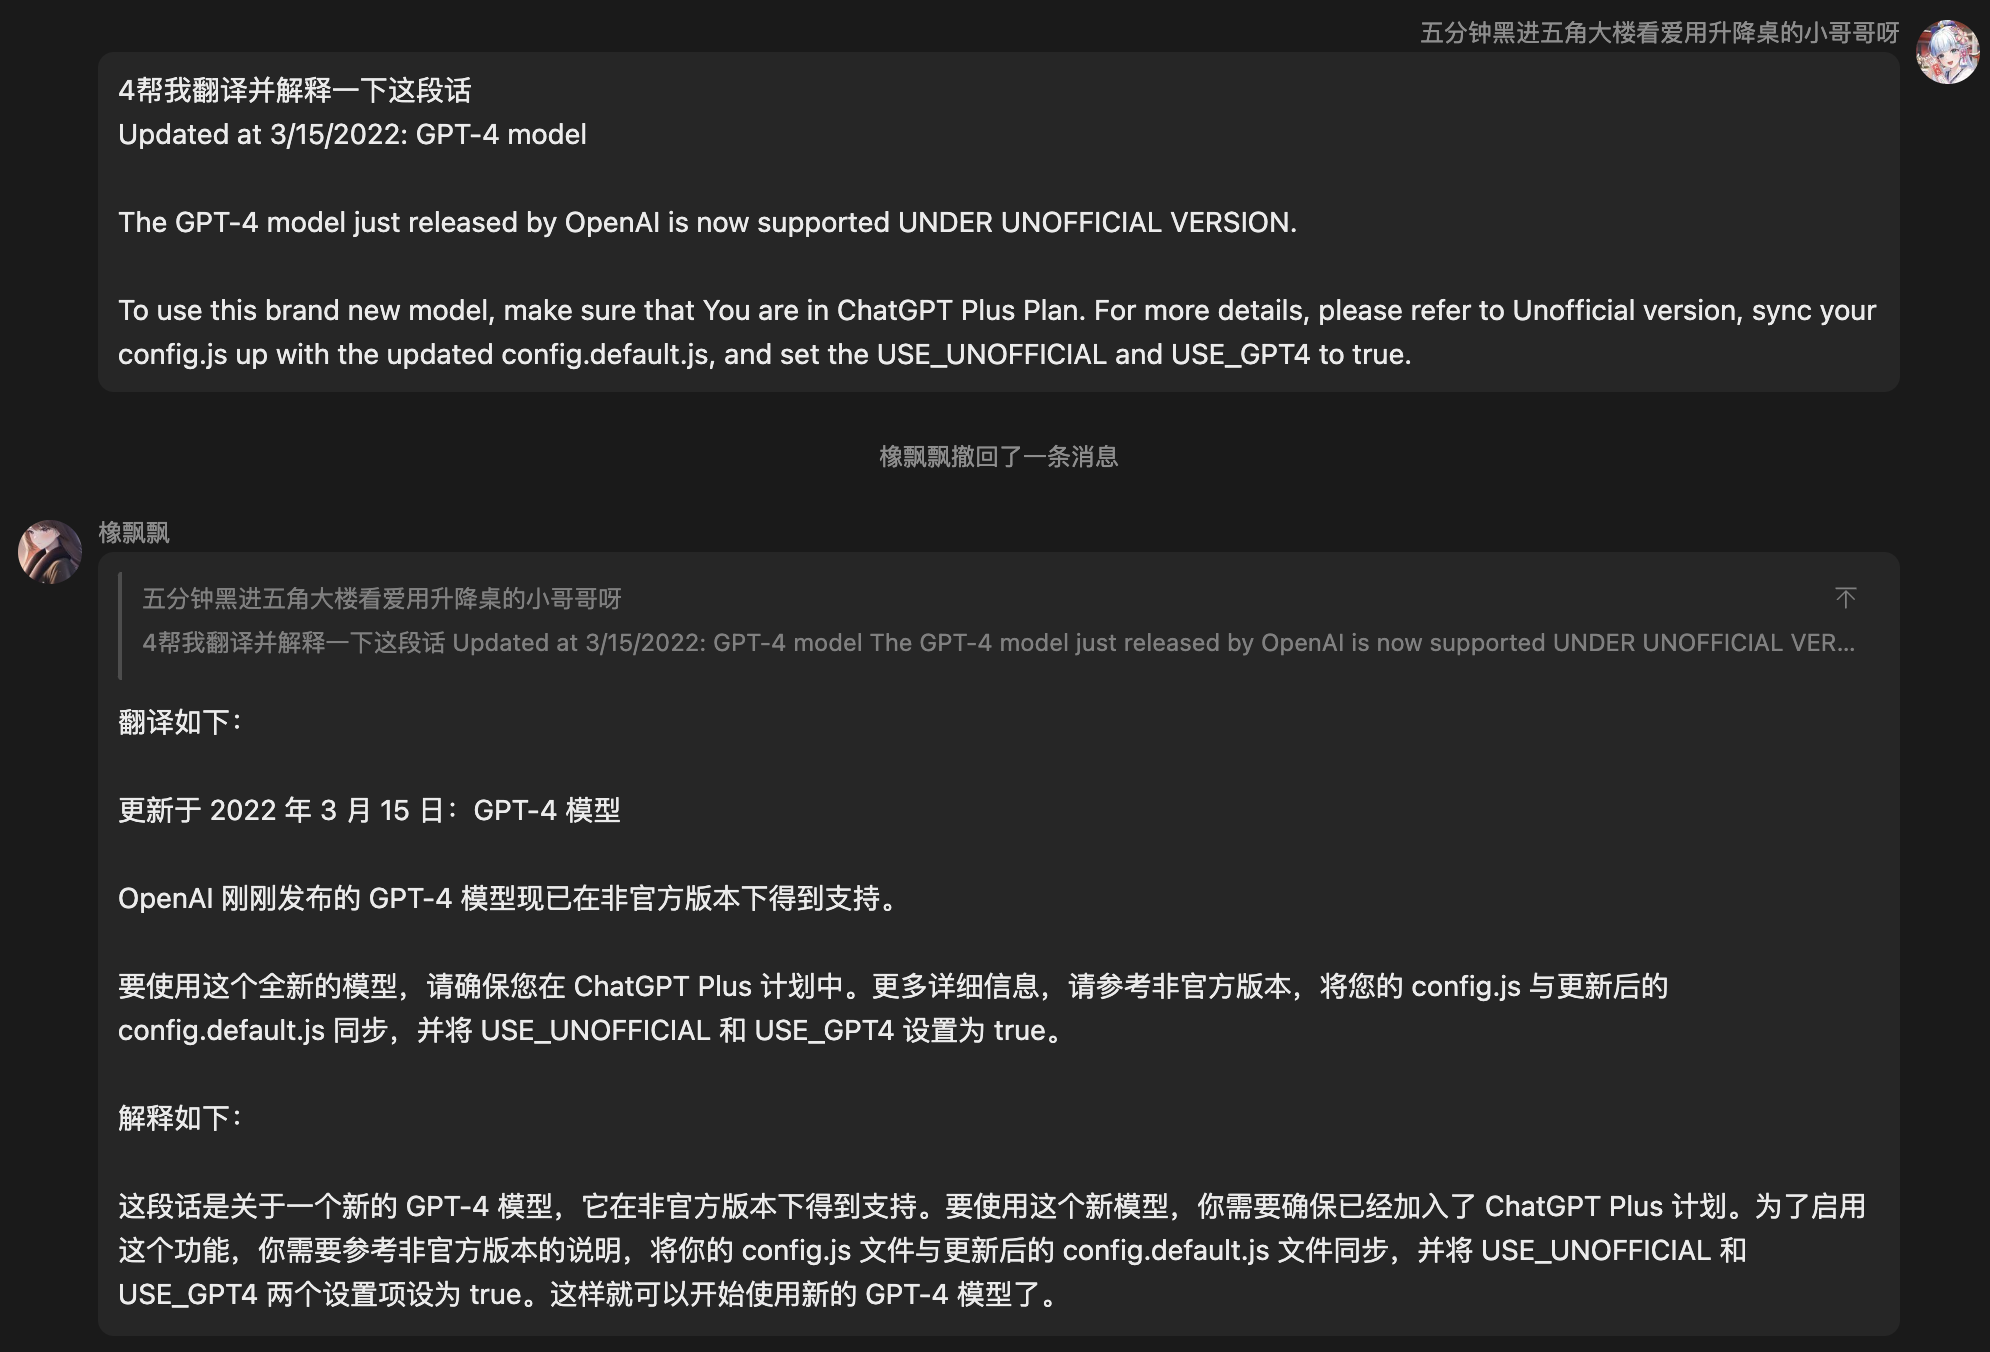 五分钟黑进五角大楼看爱用升降桌的小哥哥呀
4帮我翻译并解释一下这段话
Updated at 3/15/2022: GPT-4 model
The GPT-4 model just released by OpenAI is now supported UNDER UNOFFICIAL VERSION.
To use this brand new model, make sure that You are in ChatGPT Plus Plan. For more details, please refer to Unofficial version, sync your
config.js up with the updated config.default.js, and set the USE_UNOFFICIAL and USE_GPT4 to true.
橡飘飘撤回了一条消息
橡飘飘
五分钟黑进五角大楼看爱用升降桌的小哥哥呀
4帮我翻译并解释一下这段话 Updated at 3/15/2022: GPT-4 model The GPT-4 model just released by OpenAI is now supported UNDER UNOFFICIAL VER...
翻译如下：
更新于 2022 年 3 月 15 日：GPT-4 模型
OpenAI 刚刚发布的 GPT-4 模型现已在非官方版本下得到支持。
要使用这个全新的模型，请确保您在 ChatGPT Plus 计划中。更多详细信息，请参考非官方版本，将您的 config.js 与更新后的
config.default.js 同步，并将 USE_UNOFFICIAL 和 USE_GPT4 设置为 true。
解释如下：
这段话是关于一个新的 GPT-4 模型，它在非官方版本下得到支持。要使用这个新模型，你需要确保已经加入了 ChatGPT Plus 计划。为了启用
这个功能，你需要参考非官方版本的说明，将你的 config.js 文件与更新后的 config.default.js 文件同步，并将 USE_UNOFFICIAL 和
USE_GPT4 两个设置项设为 true。这样就可以开始使用新的 GPT-4 模型了。